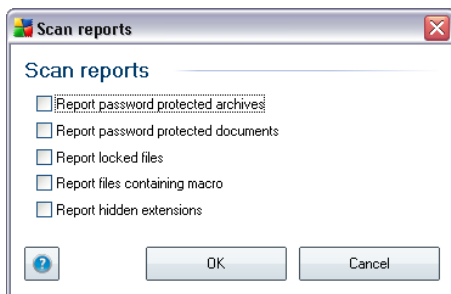 Scan reports
Scan reports
Report password protected archives
Report password protected documents
Report locked files
Report files containing macro
Report hidden extensions
?
OK
Cancel